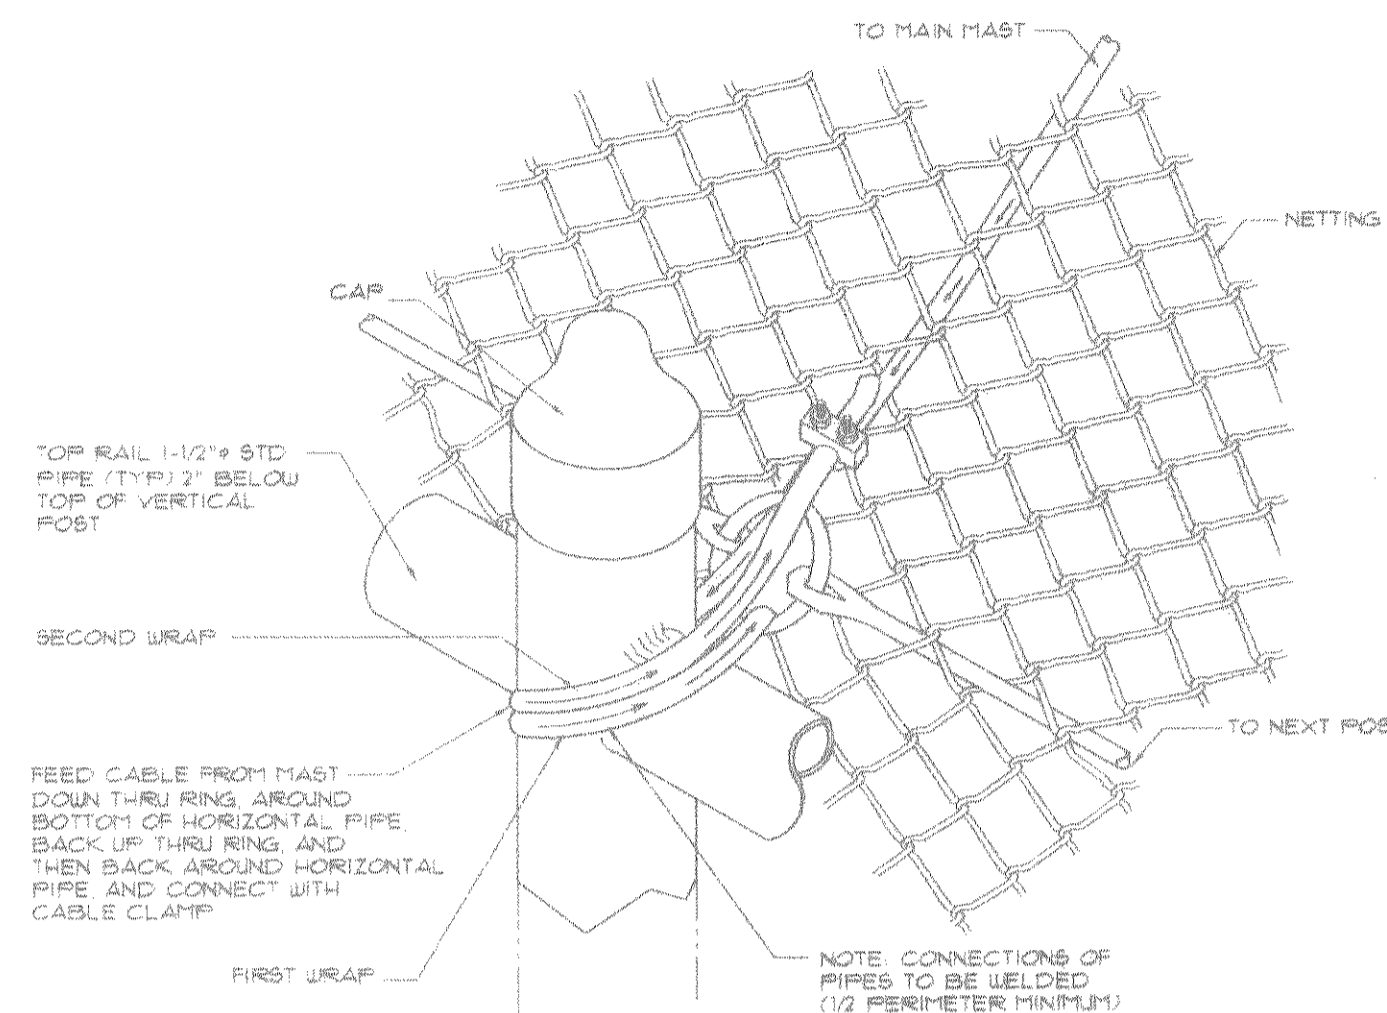 TO MAIN MAST
NETTING
CAP
TOP RAIL 1-1/2"ø STD
PIPE (TYP) 2" BELOW
TOP OF VERTICAL
POST
SECOND WRAP
TO NEXT POS
FEED CABLE FROM MAST
DOWN THRU RING, AROUND
BOTTOM OF HORIZONTAL PIPE,
BACK UP THRU RING, AND
THEN BACK AROUND HORIZONTAL
PIPE, AND CONNECT WITH
CABLE CLAMP
FIRST WRAP
NOTE: CONNECTIONS OF
PIPES TO BE WELDED
(1/2 PERIMETER MINIMUM)